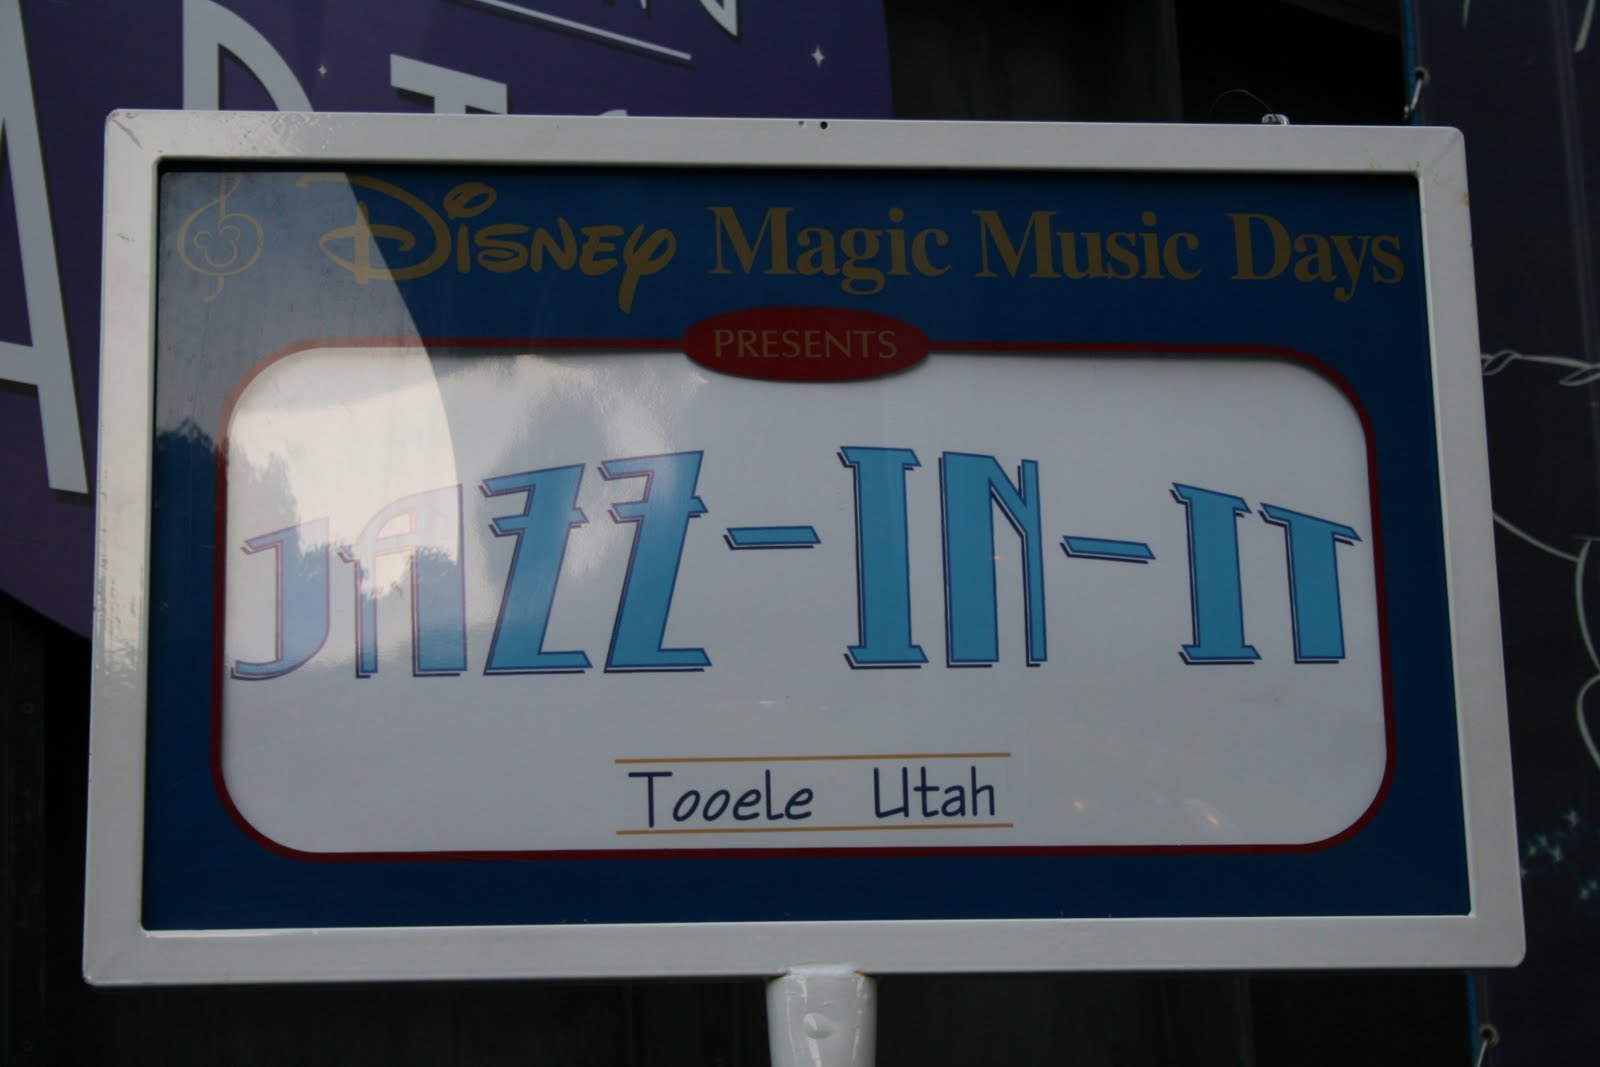 Disney Magic Music Days
PRESENTS
JAZZ-IN-IT
Tooele Utah